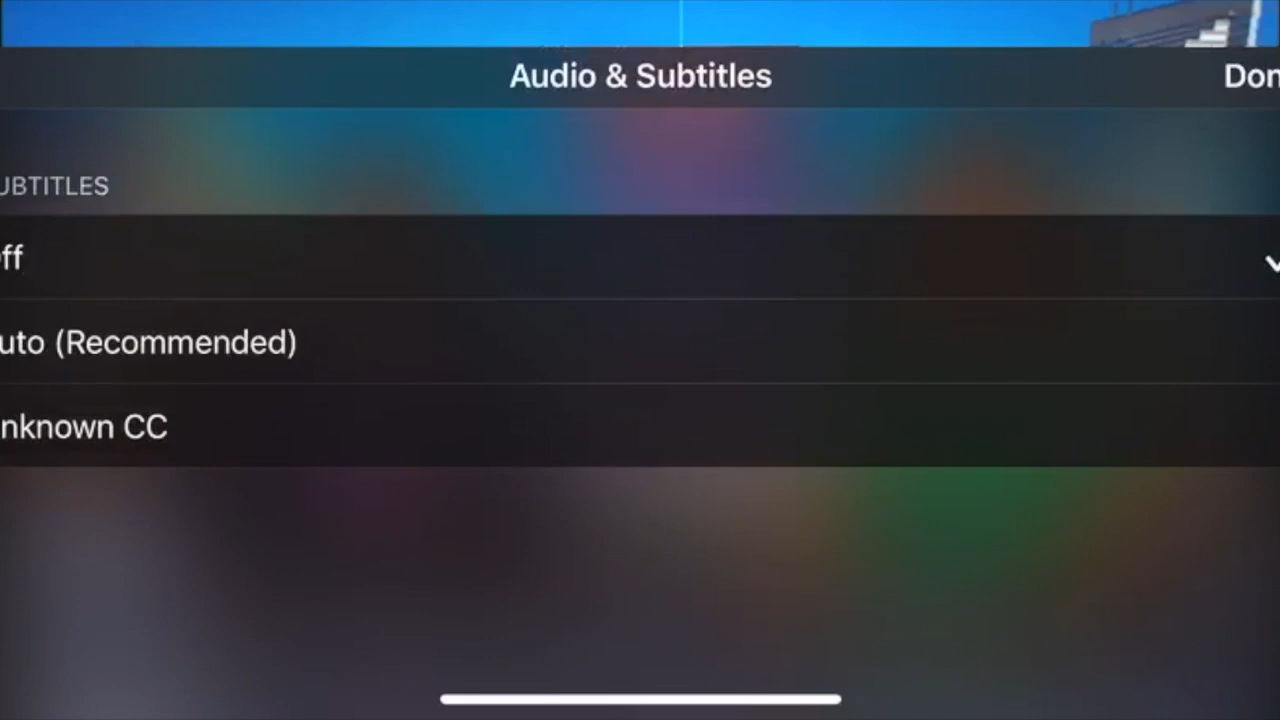 Audio & Subtitles
Don
UBTITLES
ff
uto (Recommended)
nknown CC